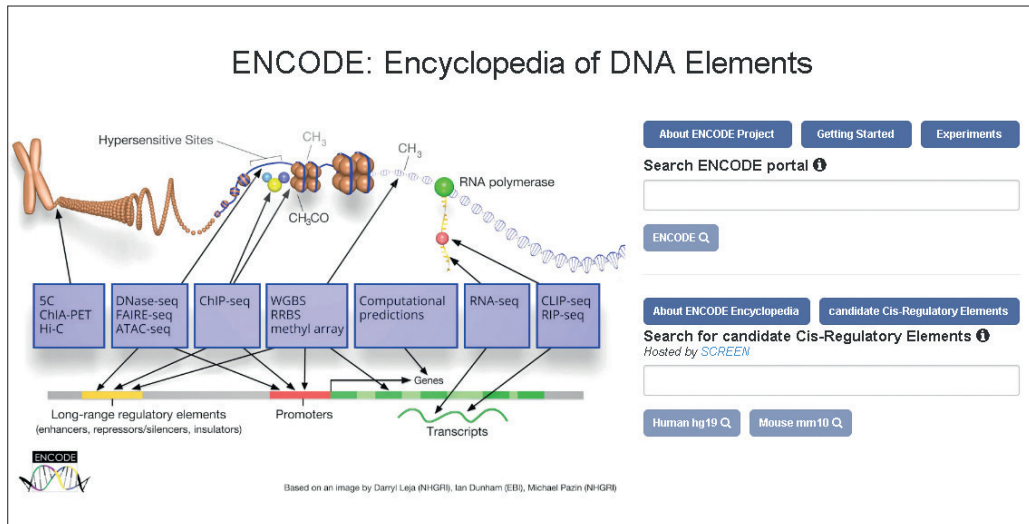 ENCODE: Encyclopedia of DNA Elements
Hypersensitive Sites
CH3
CH3CO
CH3
RNA polymerase
5C
ChIA-PET
Hi-C
DNase-seq
FAIRE-seq
ATAC-seq
ChIP-seq
WGBS
RRBS
methyl array
Computational
predictions
RNA-seq
CLIP-seq
RIP-seq
Genes
Long-range regulatory elements
(enhancers, repressors/silencers, insulators)
Promoters
Transcripts
ENCODE
Based on an image by Darryl Leja (NHGRI), Ian Dunham (EBI), Michael Pazin (NHGRI)
About ENCODE Project Getting Started Experiments
Search ENCODE portal
ENCODE
About ENCODE Encyclopedia candidate Cis-Regulatory Elements
Search for candidate Cis-Regulatory Elements
Hosted by SCREEN
Human hg19 Mouse mm10